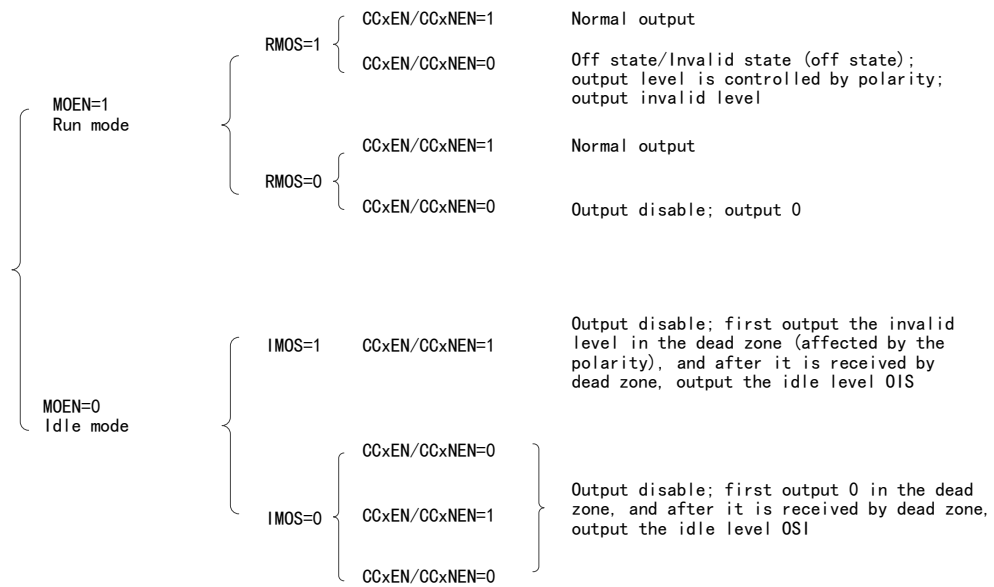 CCxEN/CCxNEN=1 Normal output
RMOS=1
CCxEN/CCxNEN=0 Off state/Invalid state (off state);
output level is controlled by polarity;
output invalid level
MOEN=1
Run mode
CCxEN/CCxNEN=1 Normal output
RMOS=0
CCxEN/CCxNEN=0 Output disable; output 0
IMOS=1 CCxEN/CCxNEN=1 Output disable; first output the invalid
level in the dead zone (affected by the
polarity), and after it is received by
dead zone, output the idle level OIS
MOEN=0
Idle mode
CCxEN/CCxNEN=0
IMOS=0 CCxEN/CCxNEN=1 Output disable; first output 0 in the dead
zone, and after it is received by dead zone,
output the idle level OSI
CCxEN/CCxNEN=0